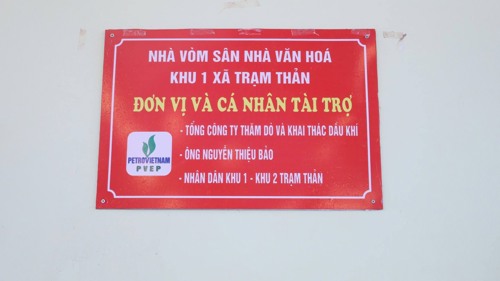 NHÀ VÒM SÂN NHÀ VĂN HOÁ
KHU 1 XÃ TRẠM THẢN
ĐƠN VỊ VÀ CÁ NHÂN TÀI TRỢ
- TỔNG CÔNG TY THĂM DÒ VÀ KHAI THÁC DẦU KHÍ
- ÔNG NGUYỄN THIỆU BẢO
- NHÂN DÂN KHU 1 - KHU 2 TRẠM THẢN
PETROVIETNAM
PVEP